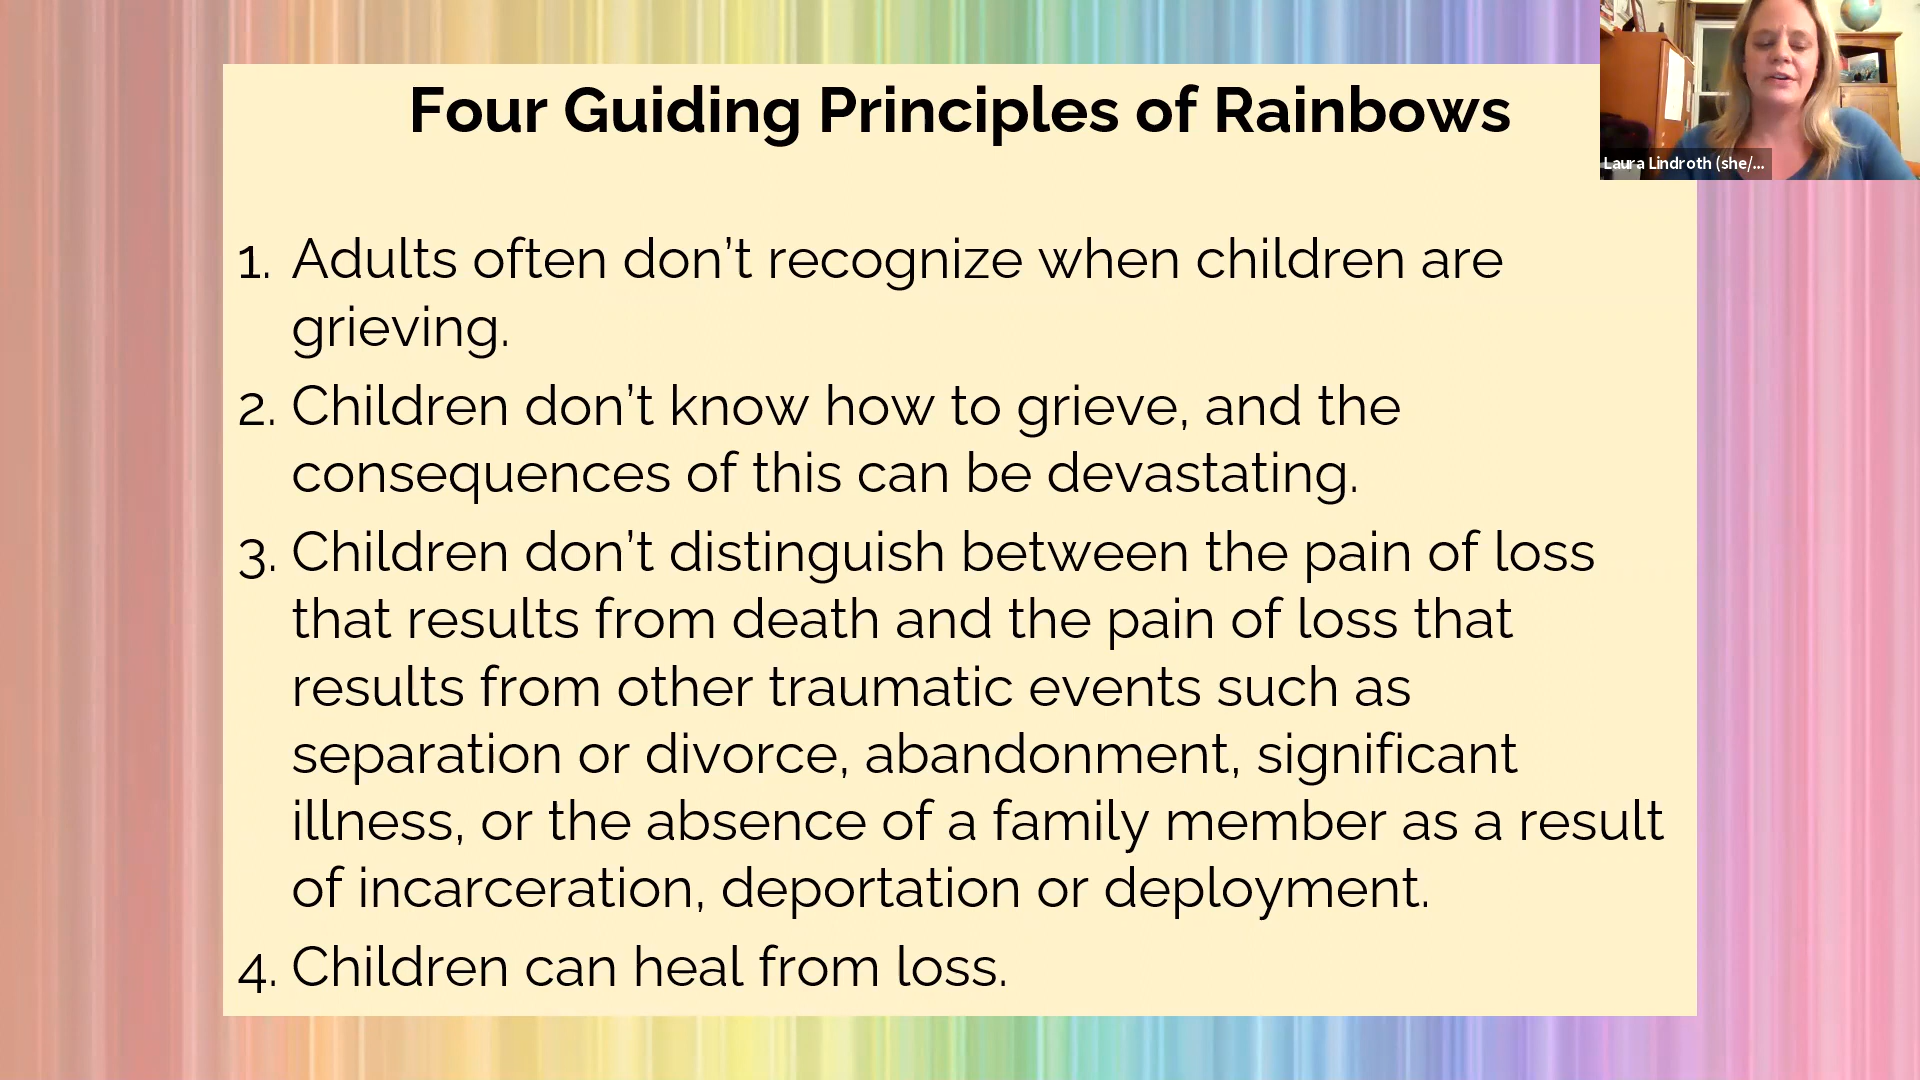 Four Guiding Principles of Rainbows
Laura Lindroth (she/...
1. Adults often don’t recognize when children are
grieving.
2. Children don’t know how to grieve, and the
consequences of this can be devastating.
3. Children don’t distinguish between the pain of loss
that results from death and the pain of loss that
results from other traumatic events such as
separation or divorce, abandonment, significant
illness, or the absence of a family member as a result
of incarceration, deportation or deployment.
4. Children can heal from loss.